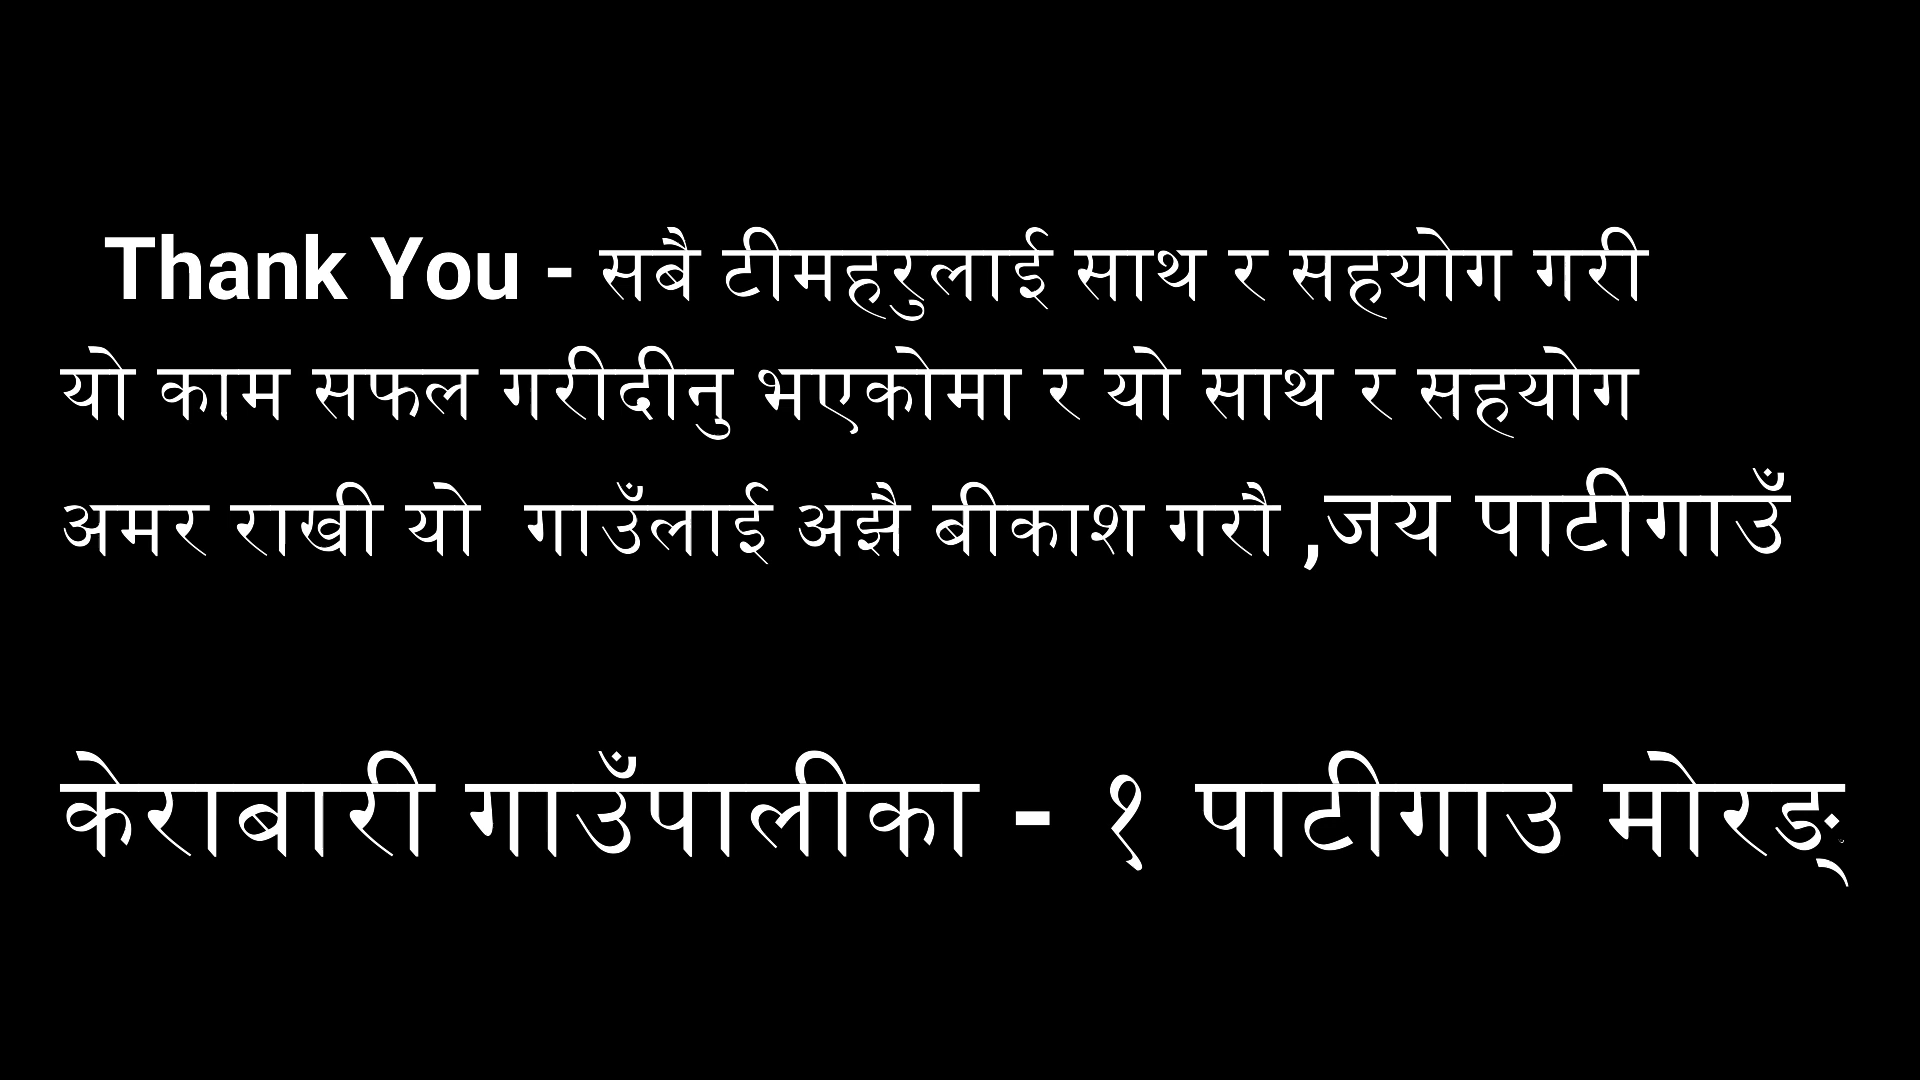 Thank You - सबै टीमहरुलाई साथ र सहयोग गरी
यो काम सफल गरीदीनु भएकोमा र यो साथ र सहयोग
अमर राखी यो गाउँलाई अझै बीकाश गरौ ,जय पाटीगाउँ
केराबारी गाउँपालीका - १ पाटीगाउ मोरङ्